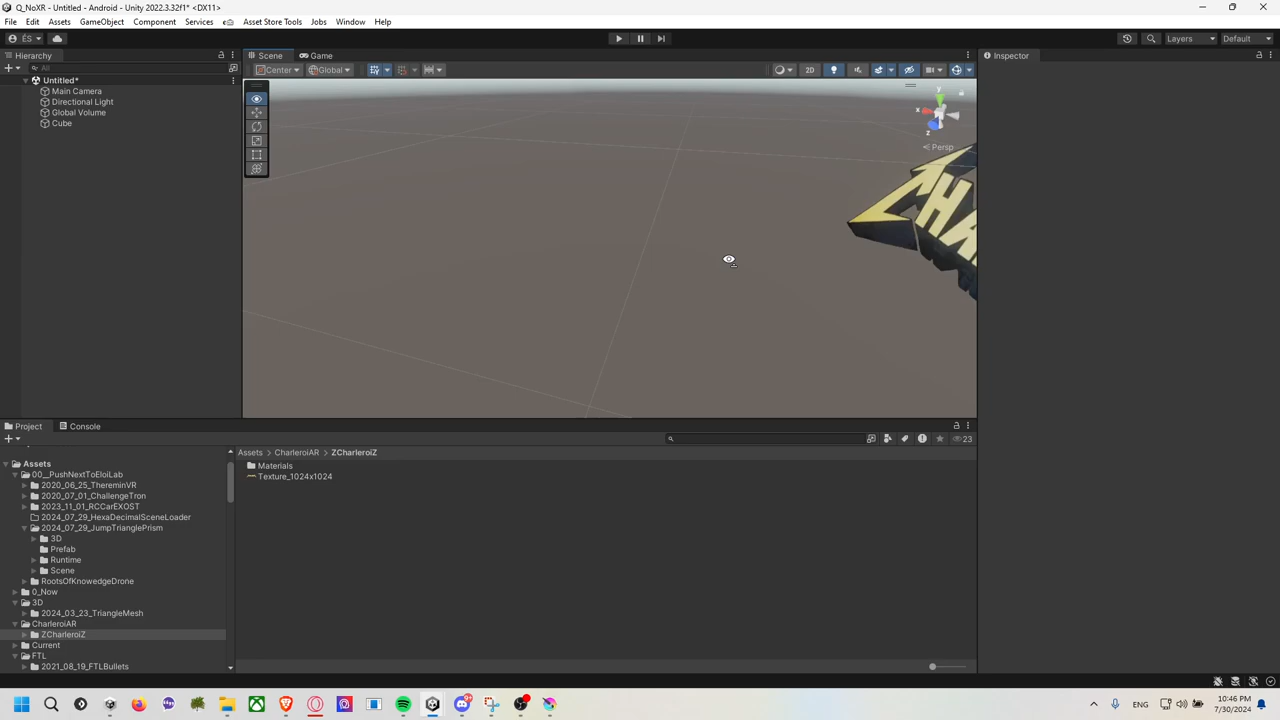 Q_NoXR - Untitled - Android - Unity 2022.3.32f1* <DX11>
File Edit Assets GameObject Component Services Asset Store Tools Jobs Window Help
ÉS Layers Default
Hierarchy Scene Game Inspector
All Center Global 2D
Untitled*
Main Camera
Directional Light
Global Volume
Cube
y
x
z
Persp
CHA
Project Console
23
Assets
00__PushNextToEloiLab
2020_06_25_ThereminVR
2020_07_01_ChallengeTron
2023_11_01_RCCarEXOST
2024_07_29_HexaDecimalSceneLoader
2024_07_29_JumpTrianglePrism
3D
Prefab
Runtime
Scene
RootsOfKnowedgeDrone
0_Now
3D
2024_03_23_TriangleMesh
CharleroiAR
ZCharleroiZ
Current
FTL
2021_08_19_FTLBullets
Assets > CharleroiAR > ZCharleroiZ
Materials
Texture_1024x1024
10:46 PM
7/30/2024